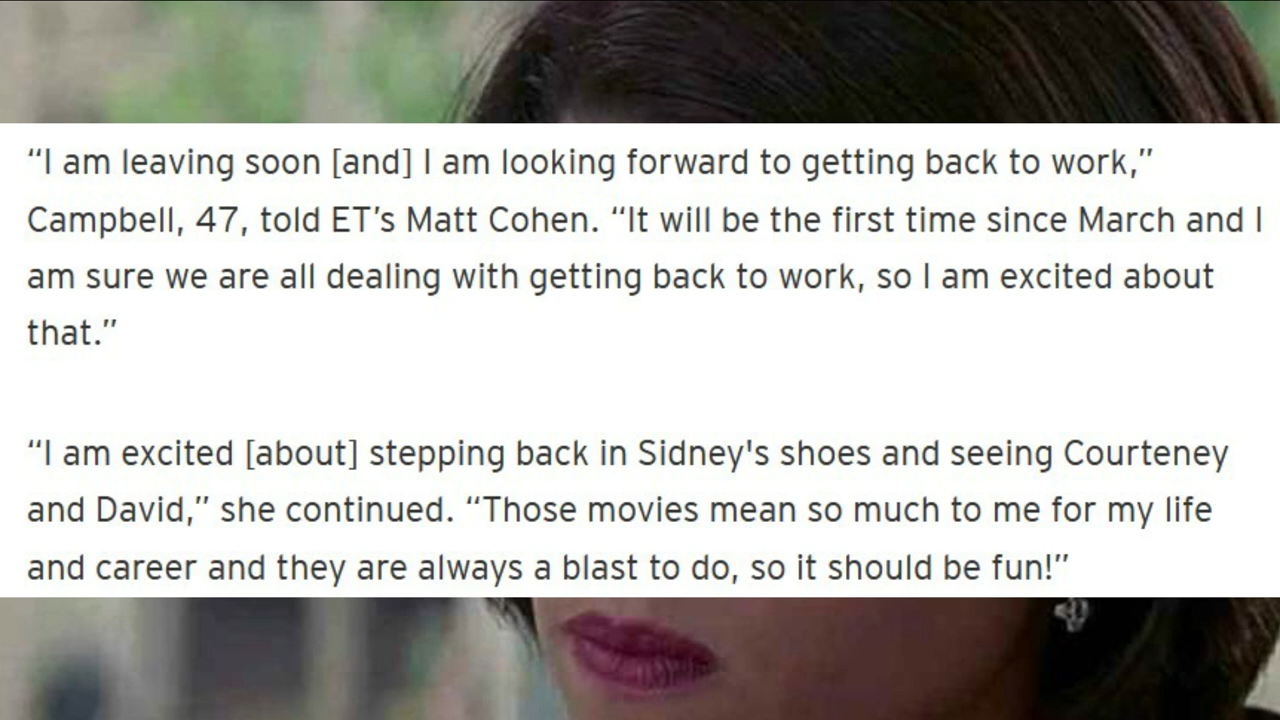 “I am leaving soon [and] I am looking forward to getting back to work,”
Campbell, 47, told ET’s Matt Cohen. “It will be the first time since March and I
am sure we are all dealing with getting back to work, so I am excited about
that.”
“I am excited [about] stepping back in Sidney's shoes and seeing Courteney
and David,” she continued. “Those movies mean so much to me for my life
and career and they are always a blast to do, so it should be fun!”